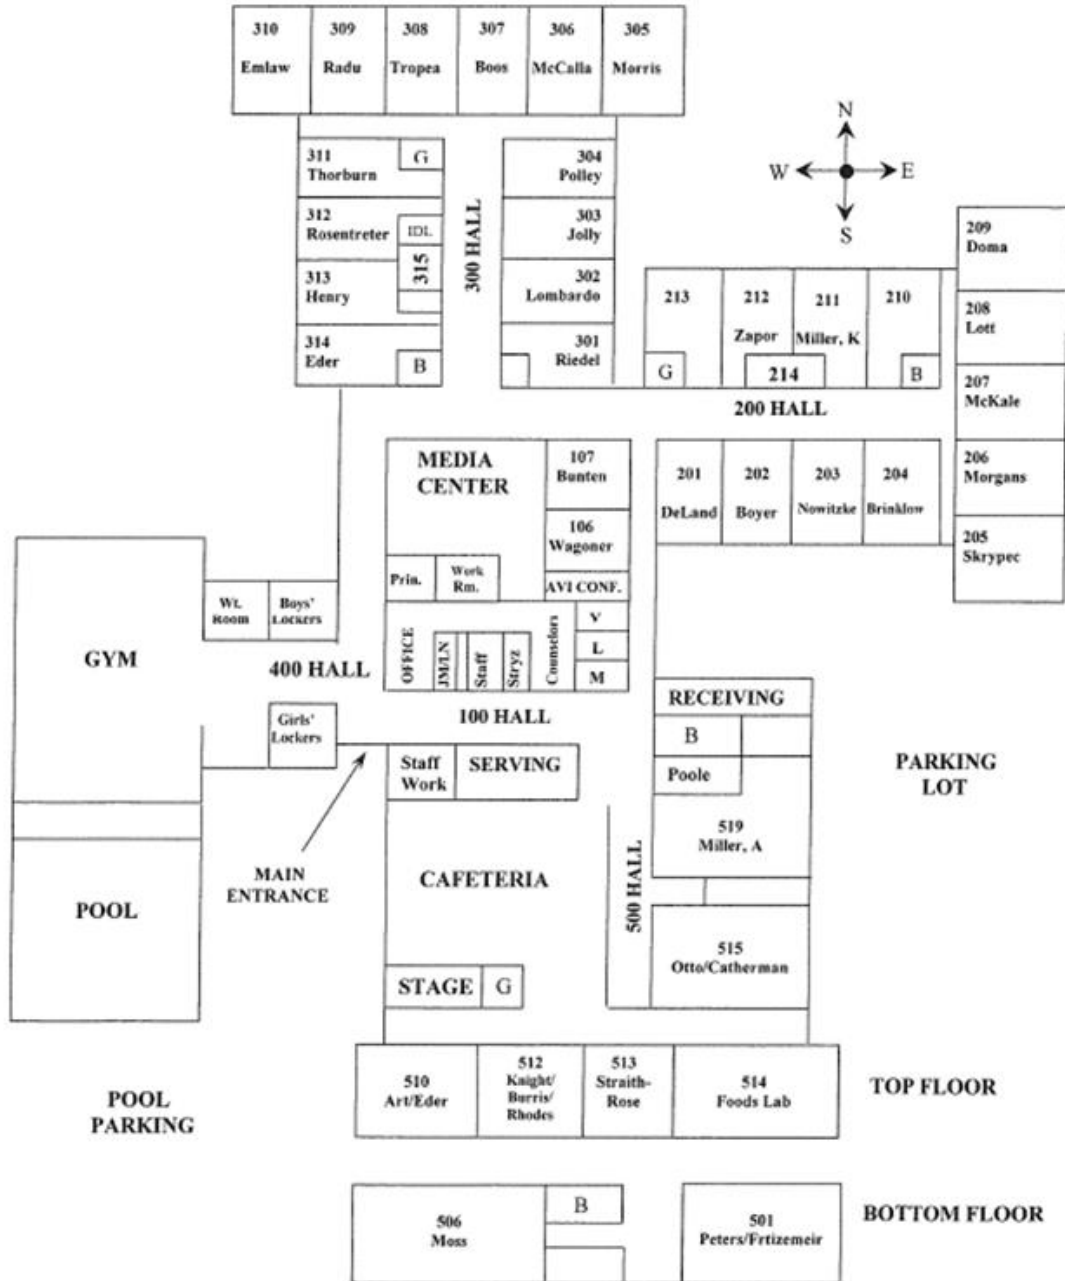 310
Emlaw
309
Radu
308
Tropea
307
Boos
306
McCalla
305
Morris
311
Thorburn
G
304
Polley
N
W
E
S
312
Rosentreter
IDL
315
300 HALL
303
Jolly
313
Henry
302
Lombardo
314
Eder
B
301
Riedel
213
G
212
Zapor
211
Miller, K
214
210
B
209
Doma
208
Lott
207
McKale
206
Morgans
205
Skrypec
200 HALL
MEDIA
CENTER
107
Bunten
106
Wagoner
201
DeLand
202
Boyer
203
Nowitzke
204
Brinklow
Prin.
Work
Rm.
AVI CONF.
OFFICE
JM/LN
Staff
Stryz
Counselors
V
L
M
GYM
Wt.
Room
Boys'
Lockers
400 HALL
Girls'
Lockers
100 HALL
RECEIVING
B
Poole
519
Miller, A
PARKING
LOT
Staff
Work
SERVING
MAIN
ENTRANCE
CAFETERIA
500 HALL
POOL
515
Otto/Catherman
STAGE
G
510
Art/Eder
512
Knight/
Burris/
Rhodes
513
Straith-
Rose
514
Foods Lab
TOP FLOOR
POOL
PARKING
506
Moss
B
501
Peters/Frtizemeir
BOTTOM FLOOR